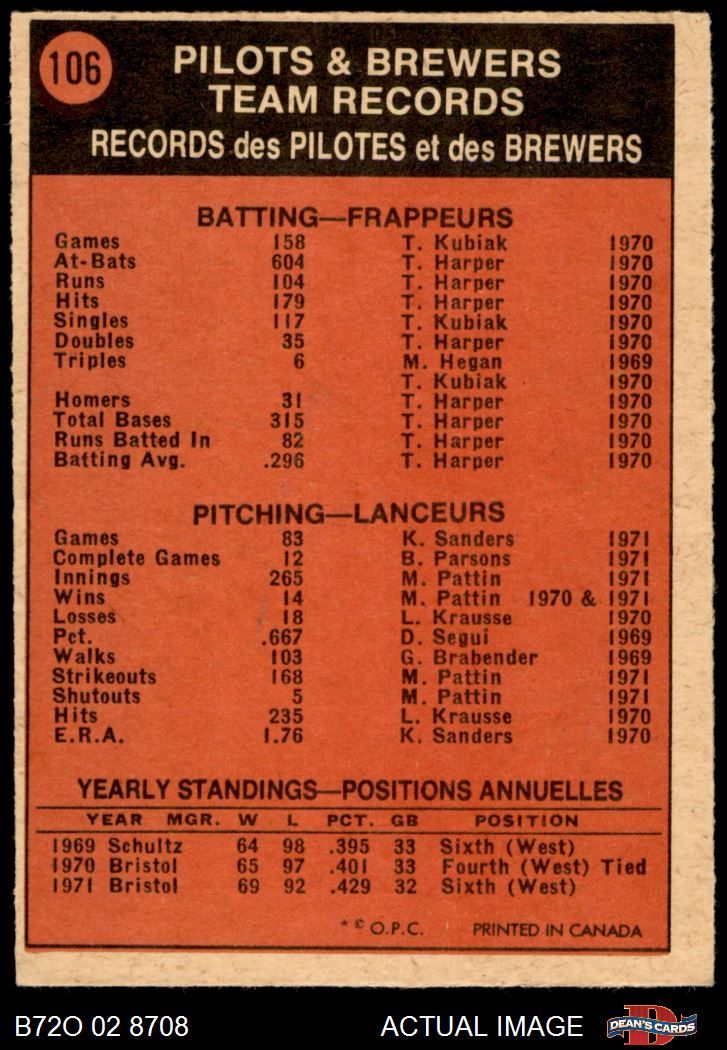 106
PILOTS & BREWERS
TEAM RECORDS
RECORDS des PILOTES et des BREWERS
BATTING—FRAPPEURS
Games 158 T. Kubiak 1970
At-Bats 604 T. Harper 1970
Runs 104 T. Harper 1970
Hits 179 T. Harper 1970
Singles 117 T. Kubiak 1970
Doubles 35 T. Harper 1970
Triples 6 M. Hegan 1969
T. Kubiak 1970
Homers 31 T. Harper 1970
Total Bases 315 T. Harper 1970
Runs Batted In 82 T. Harper 1970
Batting Avg. .296 T. Harper 1970
PITCHING—LANCEURS
Games 83 K. Sanders 1971
Complete Games 12 B. Parsons 1971
Innings 265 M. Pattin 1971
Wins 14 M. Pattin 1970 & 1971
Losses 18 L. Krausse 1970
Pct. .667 D. Segui 1969
Walks 103 G. Brabender 1969
Strikeouts 168 M. Pattin 1971
Shutouts 5 M. Pattin 1971
Hits 235 L. Krausse 1970
E.R.A. 1.76 K. Sanders 1970
YEARLY STANDINGS—POSITIONS ANNUELLES
YEAR MGR. W L PCT. GB POSITION
1969 Schultz 64 98 .395 33 Sixth (West)
1970 Bristol 65 97 .401 33 Fourth (West) Tied
1971 Bristol 69 92 .429 32 Sixth (West)
* © O.P.C. PRINTED IN CANADA
B72O 02 8708 ACTUAL IMAGE D DEAN'S CARDS